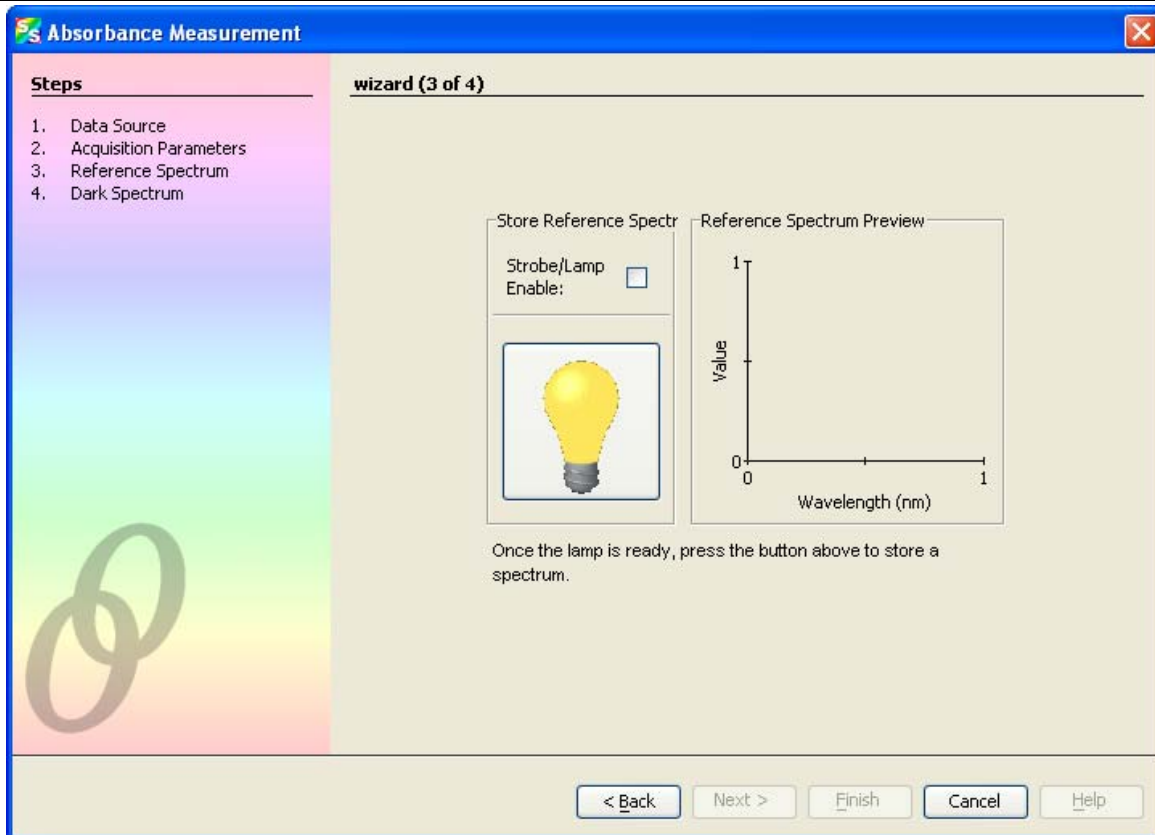 SS Absorbance Measurement
Steps
1. Data Source
2. Acquisition Parameters
3. Reference Spectrum
4. Dark Spectrum
OO
wizard (3 of 4)
Store Reference Spectr
Strobe/Lamp
Enable:
Reference Spectrum Preview
1
Value
0
0
1
Wavelength (nm)
Once the lamp is ready, press the button above to store a
spectrum.
< Back
Next >
Finish
Cancel
Help